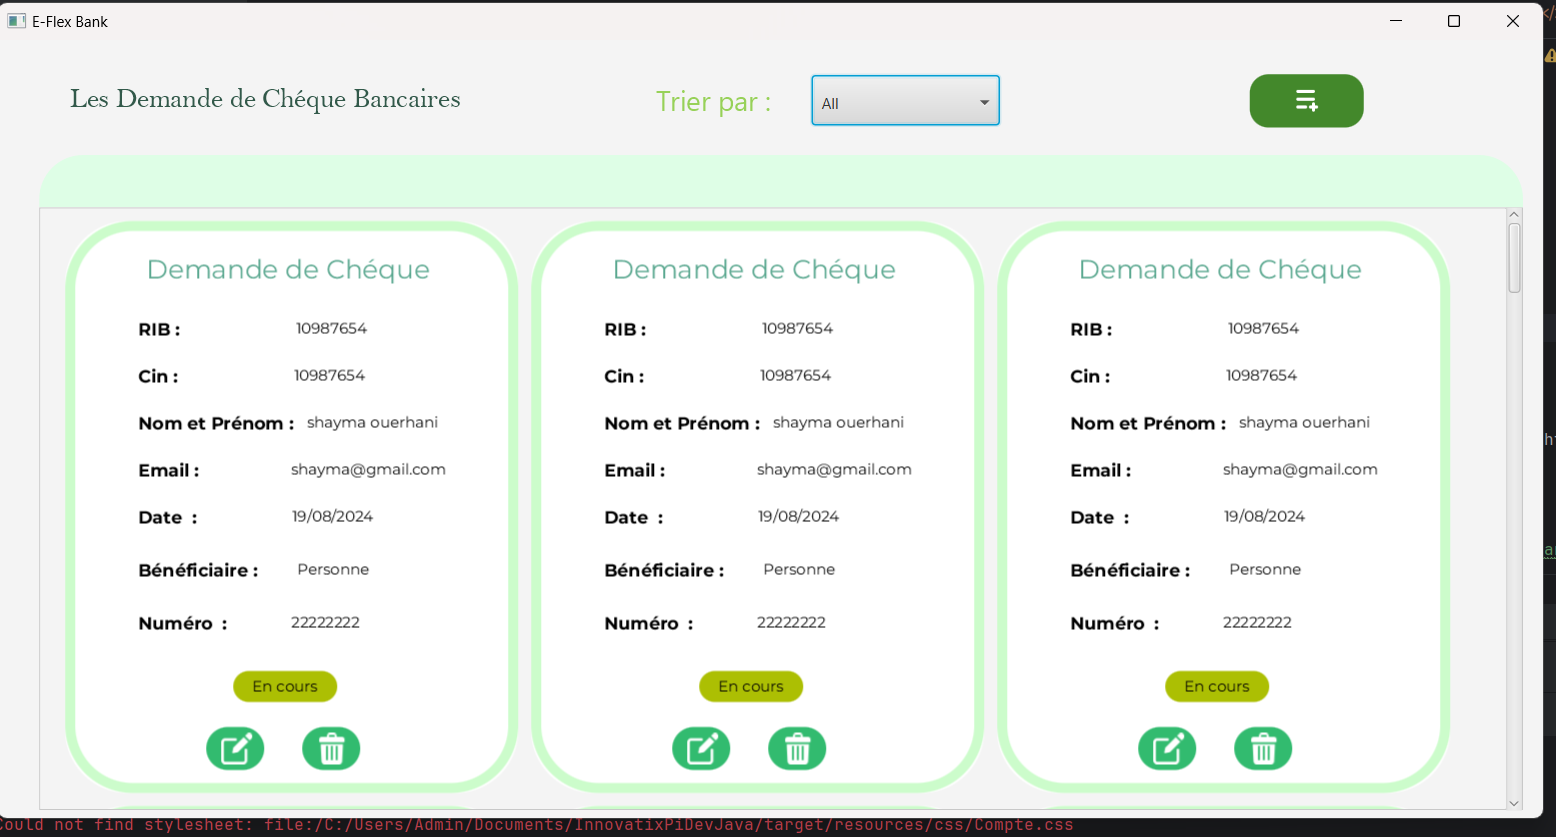 E-Flex Bank
Les Demande de Chéque Bancaires
Trier par :
All
Demande de Chéque
RIB : 10987654
Cin : 10987654
Nom et Prénom : shayma ouerhani
Email : shayma@gmail.com
Date : 19/08/2024
Bénéficiaire : Personne
Numéro : 22222222
En cours
Demande de Chéque
RIB : 10987654
Cin : 10987654
Nom et Prénom : shayma ouerhani
Email : shayma@gmail.com
Date : 19/08/2024
Bénéficiaire : Personne
Numéro : 22222222
En cours
Demande de Chéque
RIB : 10987654
Cin : 10987654
Nom et Prénom : shayma ouerhani
Email : shayma@gmail.com
Date : 19/08/2024
Bénéficiaire : Personne
Numéro : 22222222
En cours
Could not find stylesheet: file:/C:/Users/Admin/Documents/InnovatixPiDevJava/target/resources/css/Compte.css